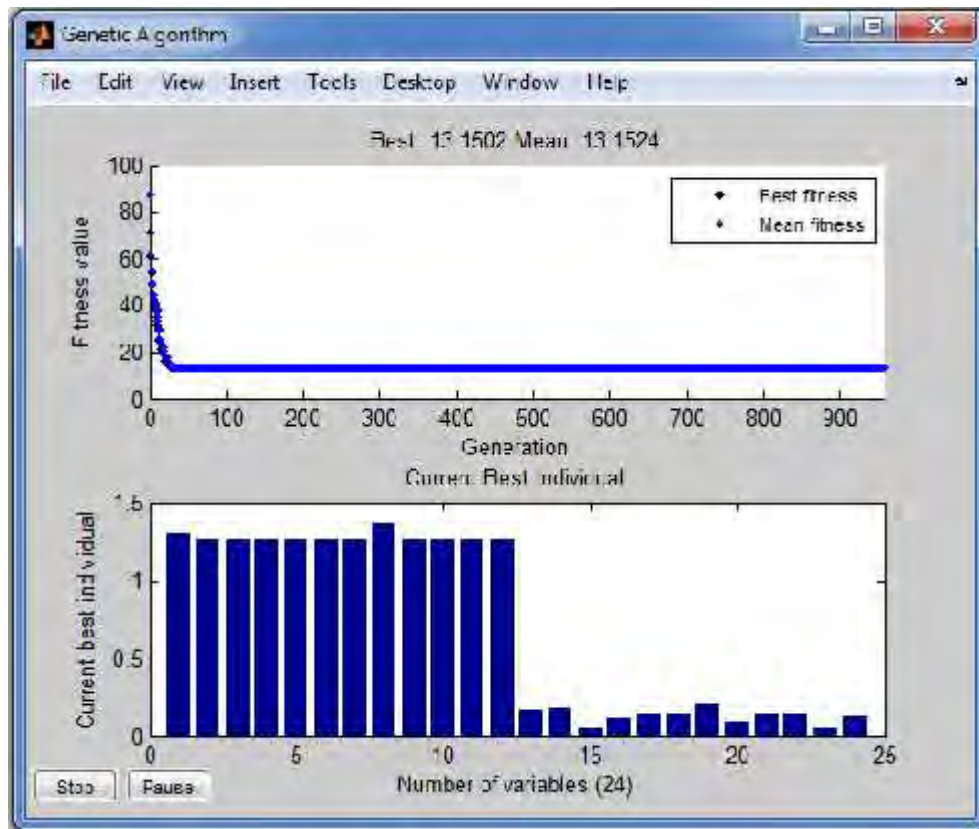 Genetic Algorithm
File Edit View Insert Tools Desktop Window Help
Best: 13.1502 Mean: 13.1524
100
80
60
40
20
0
Fitness value
Best fitness
Mean fitness
0 100 200 300 400 500 600 700 800 900
Generation
Current Best Individual
1.5
1
0.5
0
Current best individual
0 5 10 15 20 25
Number of variables (24)
Stop Pause